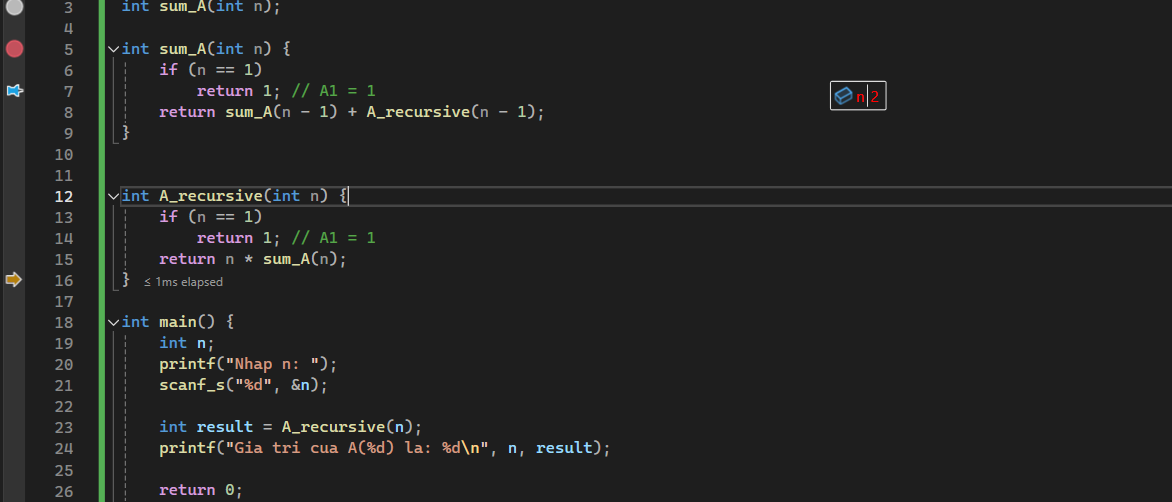 3 int sum_A(int n);
4
5 int sum_A(int n) {
6 if (n == 1)
7 return 1; // A1 = 1
8 return sum_A(n - 1) + A_recursive(n - 1);
9 }
10
11
12 int A_recursive(int n) {
13 if (n == 1)
14 return 1; // A1 = 1
15 return n * sum_A(n);
16 } ≤ 1ms elapsed
17
18 int main() {
19 int n;
20 printf("Nhap n: ");
21 scanf_s("%d", &n);
22
23 int result = A_recursive(n);
24 printf("Gia tri cua A(%d) la: %d\n", n, result);
25
26 return 0;
n 2